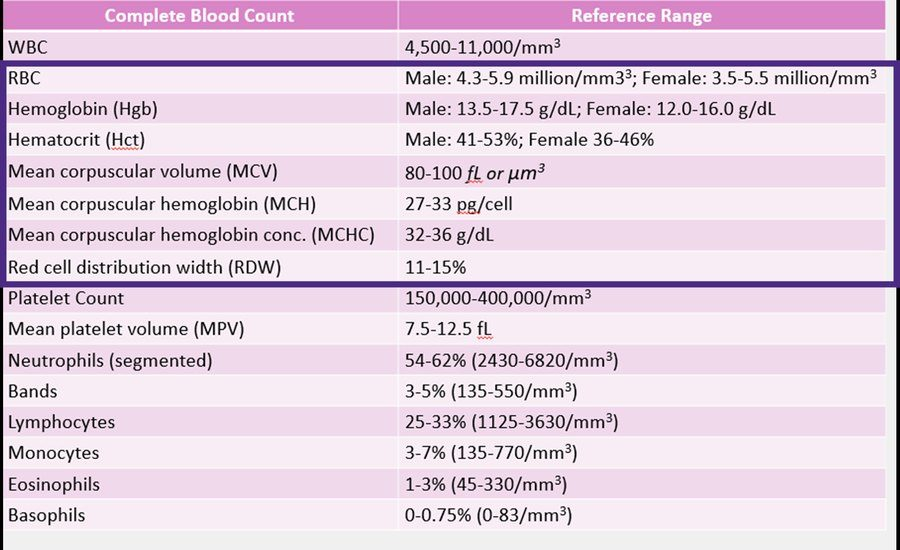 Complete Blood Count Reference Range
WBC 4,500-11,000/mm³
RBC Male: 4.3-5.9 million/mm3³; Female: 3.5-5.5 million/mm³
Hemoglobin (Hgb) Male: 13.5-17.5 g/dL; Female: 12.0-16.0 g/dL
Hematocrit (Hct) Male: 41-53%; Female 36-46%
Mean corpuscular volume (MCV) 80-100 fL or μm³
Mean corpuscular hemoglobin (MCH) 27-33 pg/cell
Mean corpuscular hemoglobin conc. (MCHC) 32-36 g/dL
Red cell distribution width (RDW) 11-15%
Platelet Count 150,000-400,000/mm³
Mean platelet volume (MPV) 7.5-12.5 fL
Neutrophils (segmented) 54-62% (2430-6820/mm³)
Bands 3-5% (135-550/mm³)
Lymphocytes 25-33% (1125-3630/mm³)
Monocytes 3-7% (135-770/mm³)
Eosinophils 1-3% (45-330/mm³)
Basophils 0-0.75% (0-83/mm³)